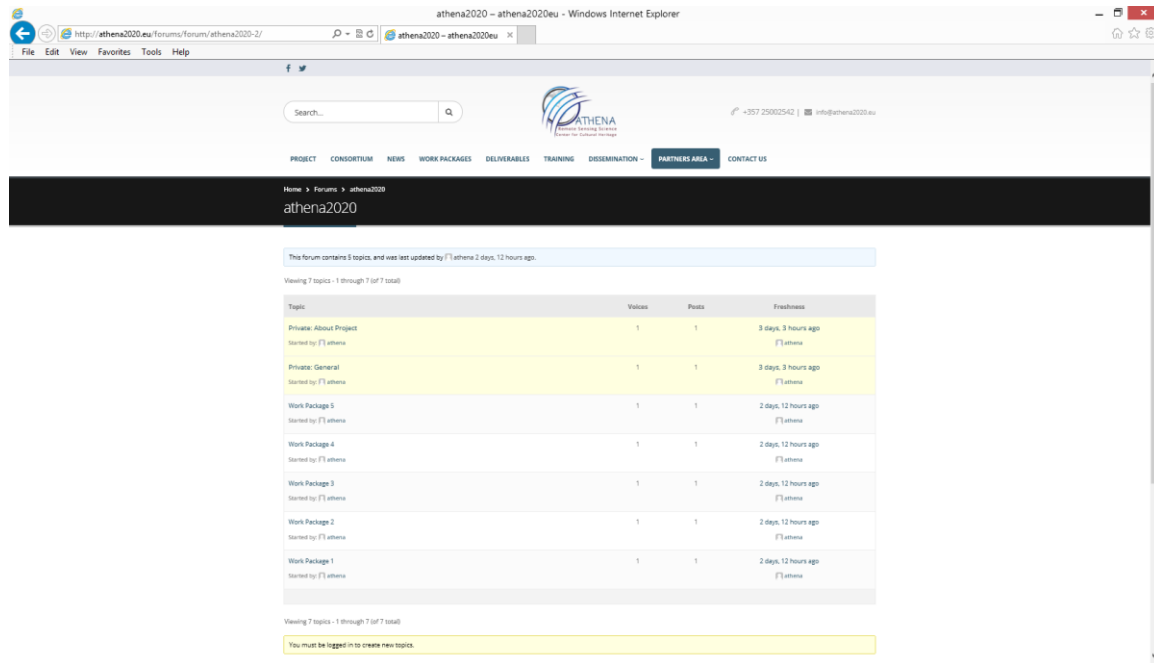 athena2020 – athena2020eu - Windows Internet Explorer
http://athena2020.eu/forums/forum/athena2020-2/
athena2020 – athena2020eu
File Edit View Favorites Tools Help
Search...
ATHENA
Remote Sensing Science
Center for Cultural Heritage
+357 25002542 | info@athena2020.eu
PROJECT CONSORTIUM NEWS WORK PACKAGES DELIVERABLES TRAINING DISSEMINATION PARTNERS AREA CONTACT US
Home > Forums > athena2020
athena2020
This forum contains 5 topics, and was last updated by athena 2 days, 12 hours ago.
Viewing 7 topics - 1 through 7 (of 7 total)
Topic Voices Posts Freshness
Private: About Project 1 1 3 days, 3 hours ago
Started by: athena athena
Private: General 1 1 3 days, 3 hours ago
Started by: athena athena
Work Package 5 1 1 2 days, 12 hours ago
Started by: athena athena
Work Package 4 1 1 2 days, 12 hours ago
Started by: athena athena
Work Package 3 1 1 2 days, 12 hours ago
Started by: athena athena
Work Package 2 1 1 2 days, 12 hours ago
Started by: athena athena
Work Package 1 1 1 2 days, 12 hours ago
Started by: athena athena
Viewing 7 topics - 1 through 7 (of 7 total)
You must be logged in to create new topics.